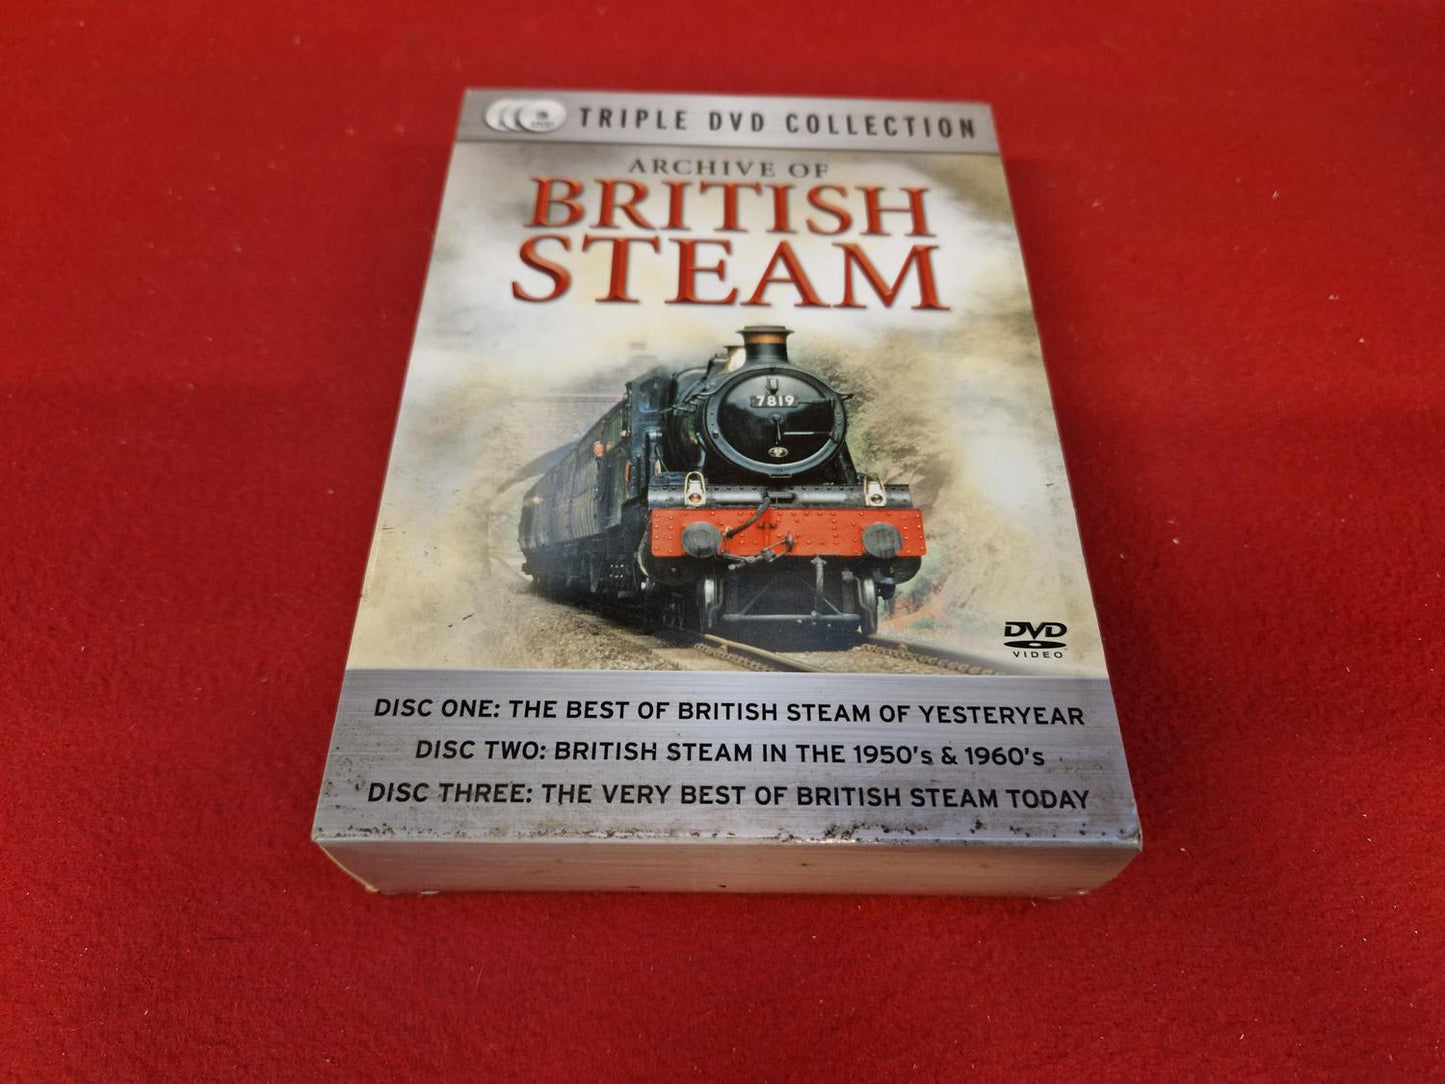 TRIPLE DVD COLLECTION
ARCHIVE OF
BRITISH
STEAM
7819
DVD
VIDEO
DISC ONE: THE BEST OF BRITISH STEAM OF YESTERYEAR
DISC TWO: BRITISH STEAM IN THE 1950's & 1960's
DISC THREE: THE VERY BEST OF BRITISH STEAM TODAY